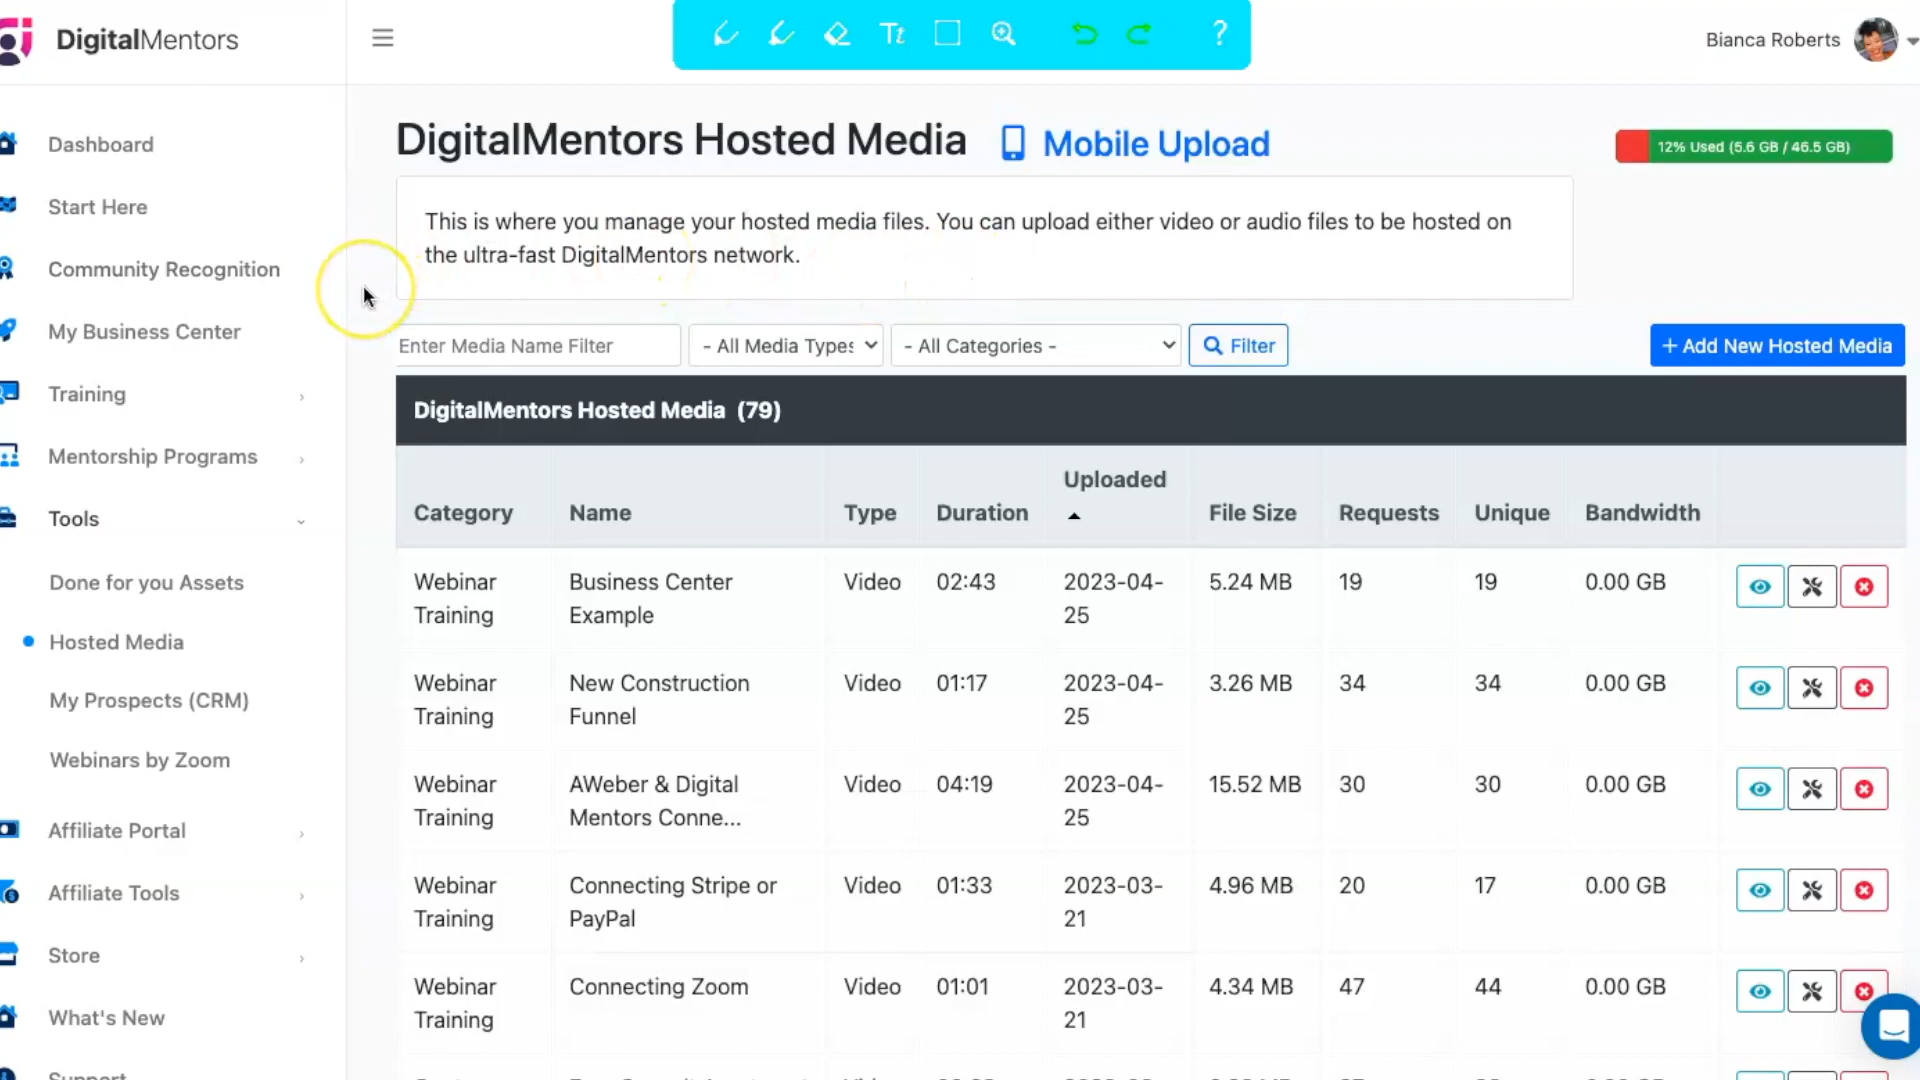 DigitalMentors
Tt
?
Bianca Roberts
Dashboard
Start Here
Community Recognition
My Business Center
Training
Mentorship Programs
Tools
Done for you Assets
Hosted Media
My Prospects (CRM)
Webinars by Zoom
Affiliate Portal
Affiliate Tools
Store
What's New
Support
DigitalMentors Hosted Media Mobile Upload
12% Used (5.6 GB / 46.5 GB)
This is where you manage your hosted media files. You can upload either video or audio files to be hosted on
the ultra-fast DigitalMentors network.
Enter Media Name Filter - All Media Types - All Categories - Filter + Add New Hosted Media
DigitalMentors Hosted Media (79)
Category Name Type Duration Uploaded File Size Requests Unique Bandwidth
Webinar Business Center Video 02:43 2023-04- 5.24 MB 19 19 0.00 GB
Training Example 25
Webinar New Construction Video 01:17 2023-04- 3.26 MB 34 34 0.00 GB
Training Funnel 25
Webinar AWeber & Digital Video 04:19 2023-04- 15.52 MB 30 30 0.00 GB
Training Mentors Conne... 25
Webinar Connecting Stripe or Video 01:33 2023-03- 4.96 MB 20 17 0.00 GB
Training PayPal 21
Webinar Connecting Zoom Video 01:01 2023-03- 4.34 MB 47 44 0.00 GB
Training 21